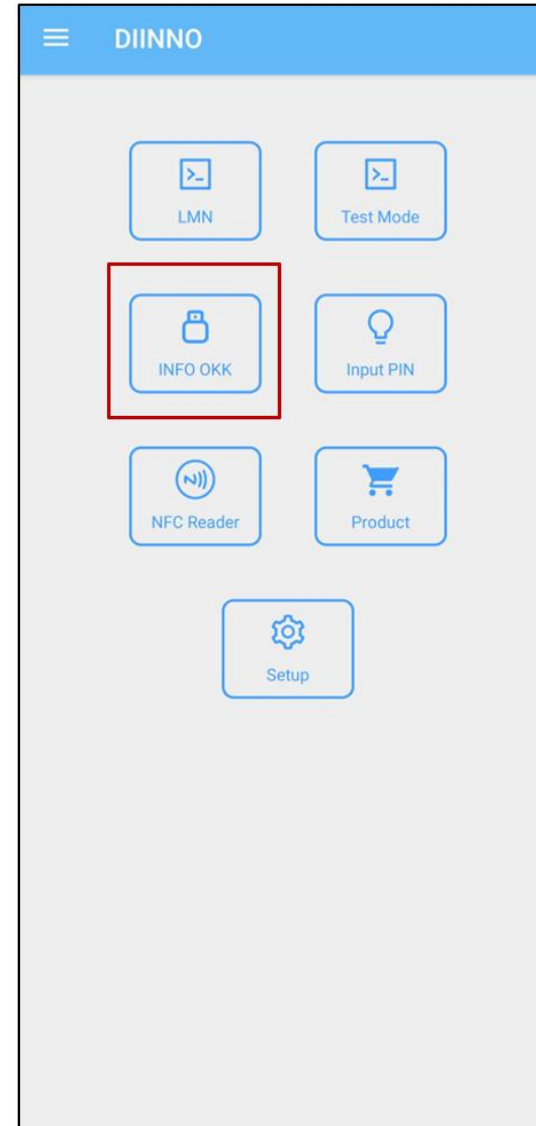 DIINNO
LMN
Test Mode
INFO OKK
Input PIN
NFC Reader
Product
Setup